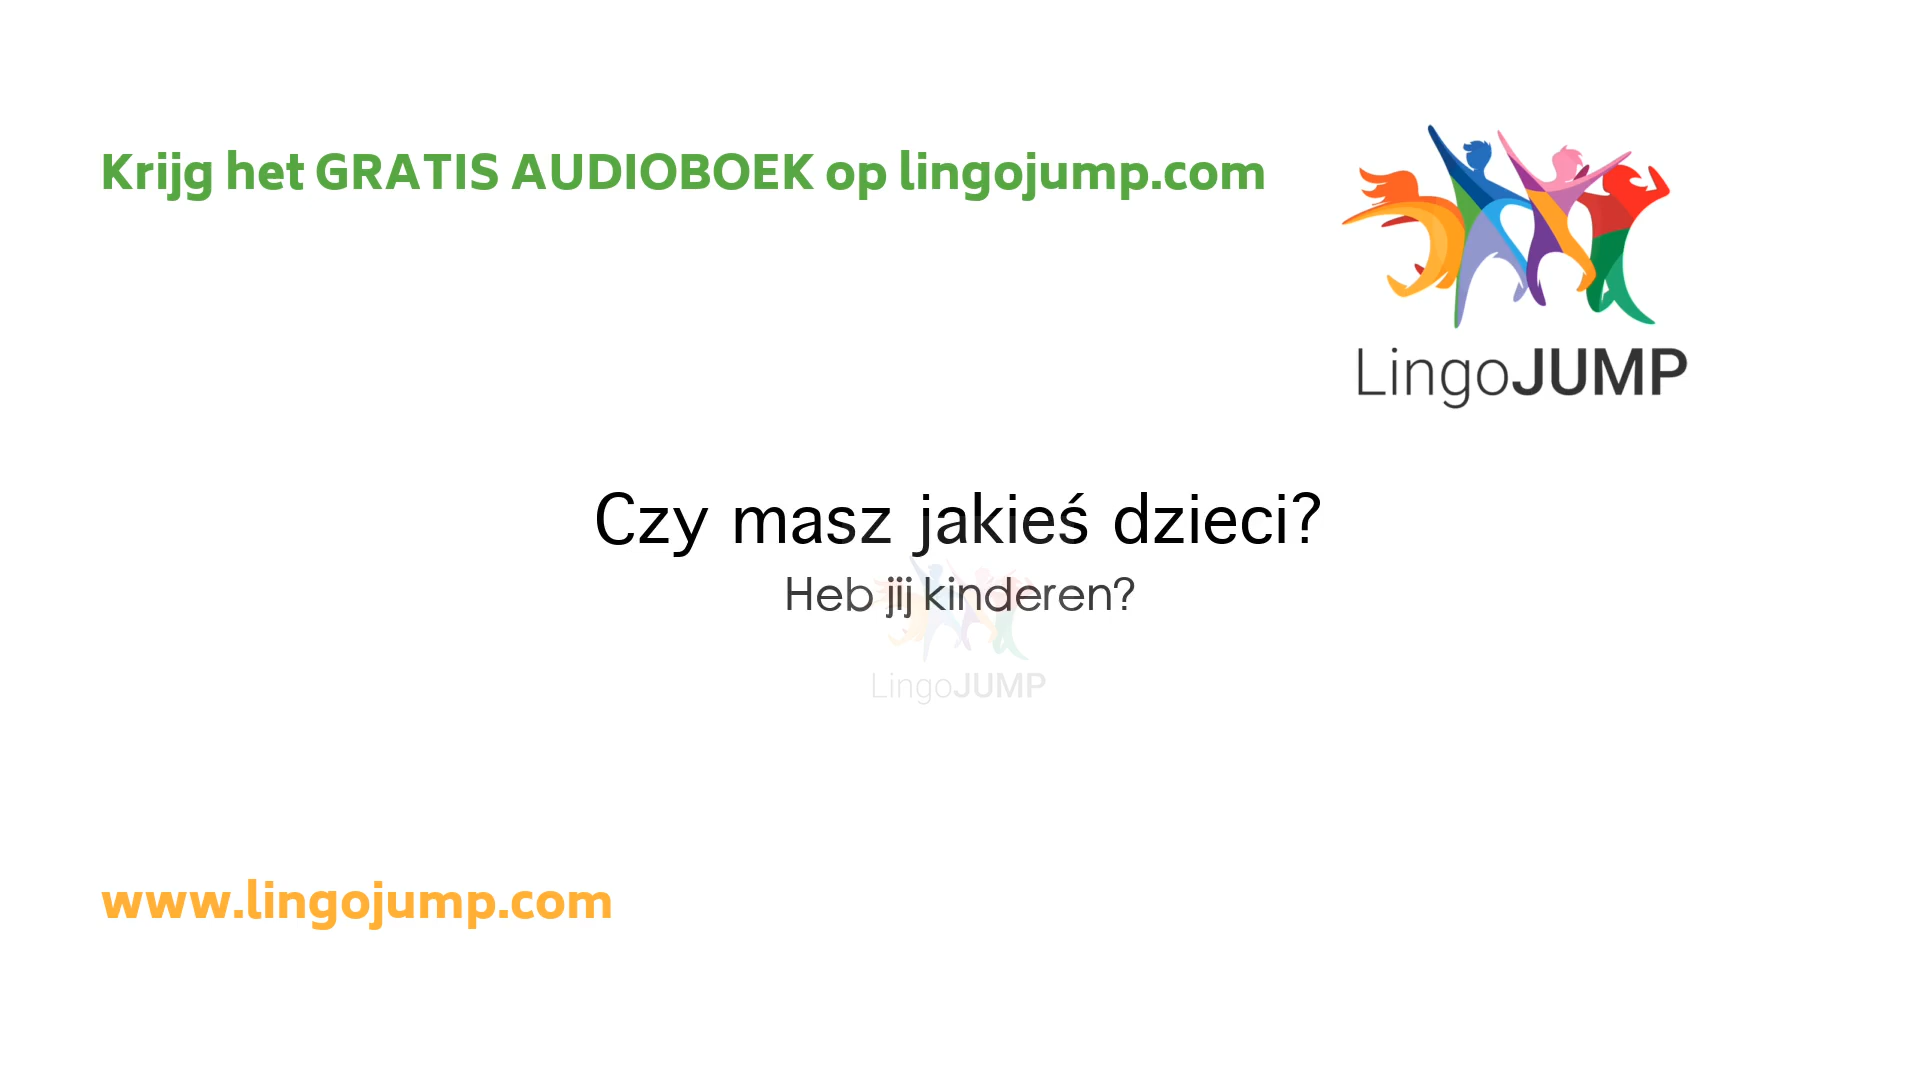 Krijg het GRATIS AUDIOBOEK op lingojump.com
LingoJUMP
Czy masz jakieś dzieci?
Heb jij kinderen?
LingoJUMP
www.lingojump.com